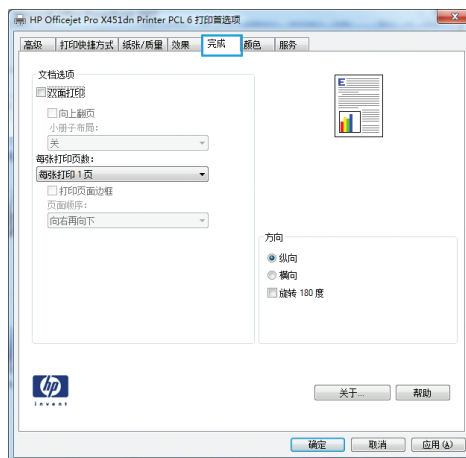 HP Officejet Pro X451dn Printer PCL 6 打印首选项
高级 打印快捷方式 纸张/质量 效果 完成 颜色 服务
文档选项
双面打印
向上翻页
小册子布局:
关
每张打印页数:
每张打印 1 页
打印页面边框
页面顺序:
向右再向下
E
方向
纵向
横向
旋转 180 度
hp
invent
关于... 帮助
确定 取消 应用(A)